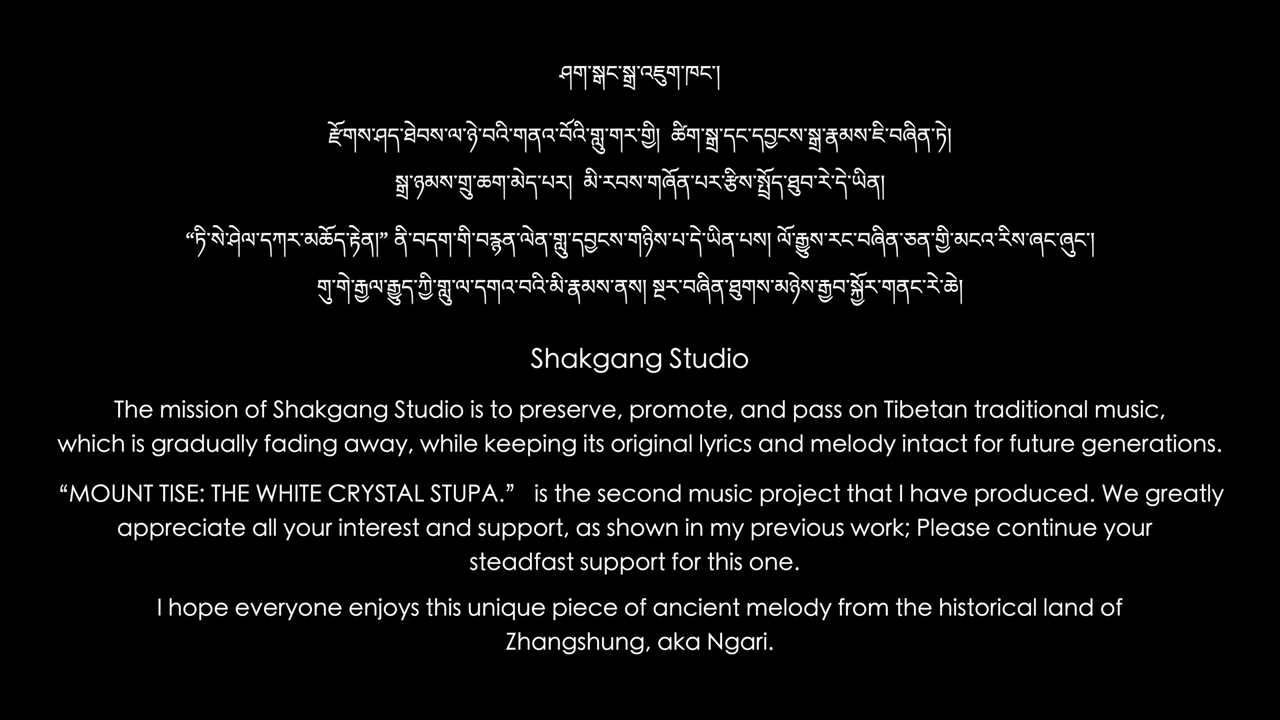 ཤག་སྒང་སྒྲ་འཇུག་ཁང་།
རྫོགས་ཤད་ཐེབས་ལ་ཉེ་བའི་གནའ་བོའི་གླུ་གར་གྱི། ཚིག་སྒྲ་དང་དབྱངས་སྒྲ་རྣམས་ཇི་བཞིན་ཏེ།
སྒྲ་ཉམས་གྲུ་ཆག་མེད་པར། མི་རབས་གཞོན་པར་རྩིས་སྤྲོད་ཐུབ་རེ་དེ་ཡིན།
“ཏི་སེ་ཤེལ་དཀར་མཆོད་རྟེན།” ནི་བདག་གི་བརྙན་ལེན་གླུ་དབྱངས་གཉིས་པ་དེ་ཡིན་པས། ལོ་རྒྱུས་རང་བཞིན་ཅན་གྱི་མངའ་རིས་ཞང་ཞུང་།
གུ་གེ་རྒྱལ་རྒྱུད་ཀྱི་གླུ་ལ་དགའ་བའི་མི་རྣམས་ནས། སྔར་བཞིན་ཐུགས་མཉེས་རྒྱབ་སྐྱོར་གནང་རེ་ཆེ།
Shakgang Studio
The mission of Shakgang Studio is to preserve, promote, and pass on Tibetan traditional music,
which is gradually fading away, while keeping its original lyrics and melody intact for future generations.
“MOUNT TISE: THE WHITE CRYSTAL STUPA.” is the second music project that I have produced. We greatly
appreciate all your interest and support, as shown in my previous work; Please continue your
steadfast support for this one.
I hope everyone enjoys this unique piece of ancient melody from the historical land of
Zhangshung, aka Ngari.